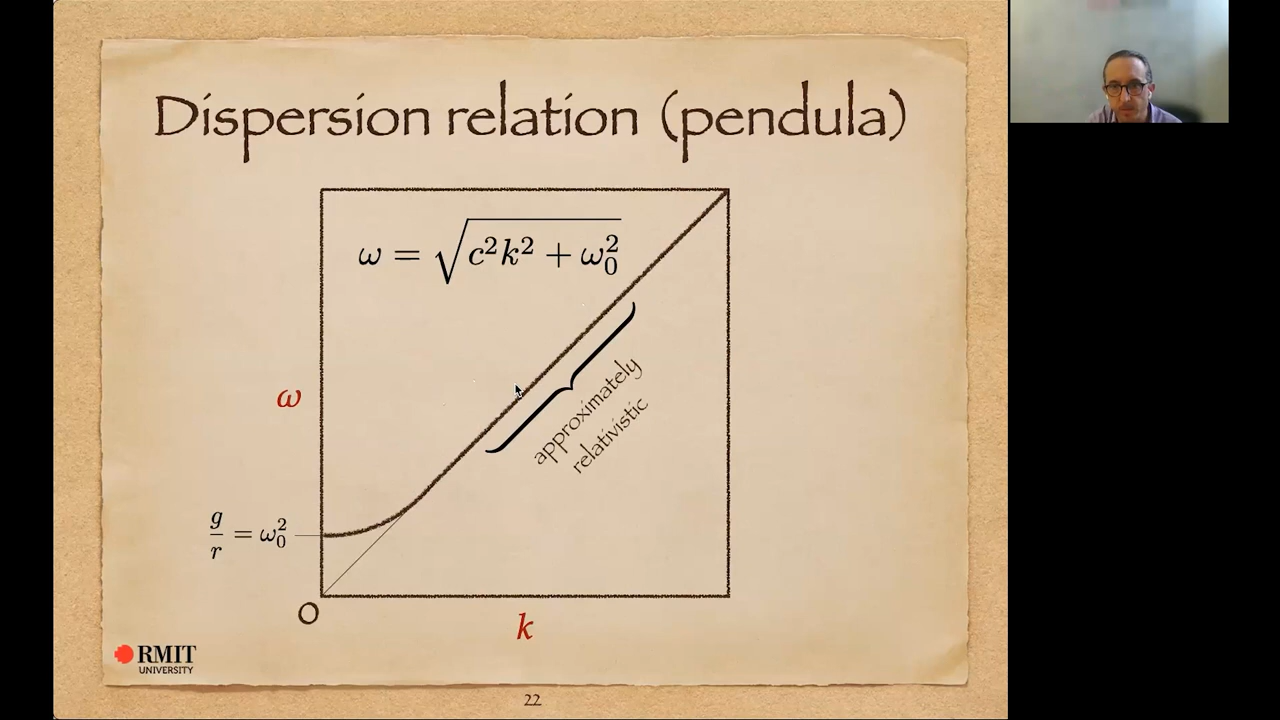 Dispersion relation (pendula)
ω = √(c²k² + ω₀²)
approximately
relativistic
ω
g/r = ω₀²
O
k
RMIT
UNIVERSITY
22